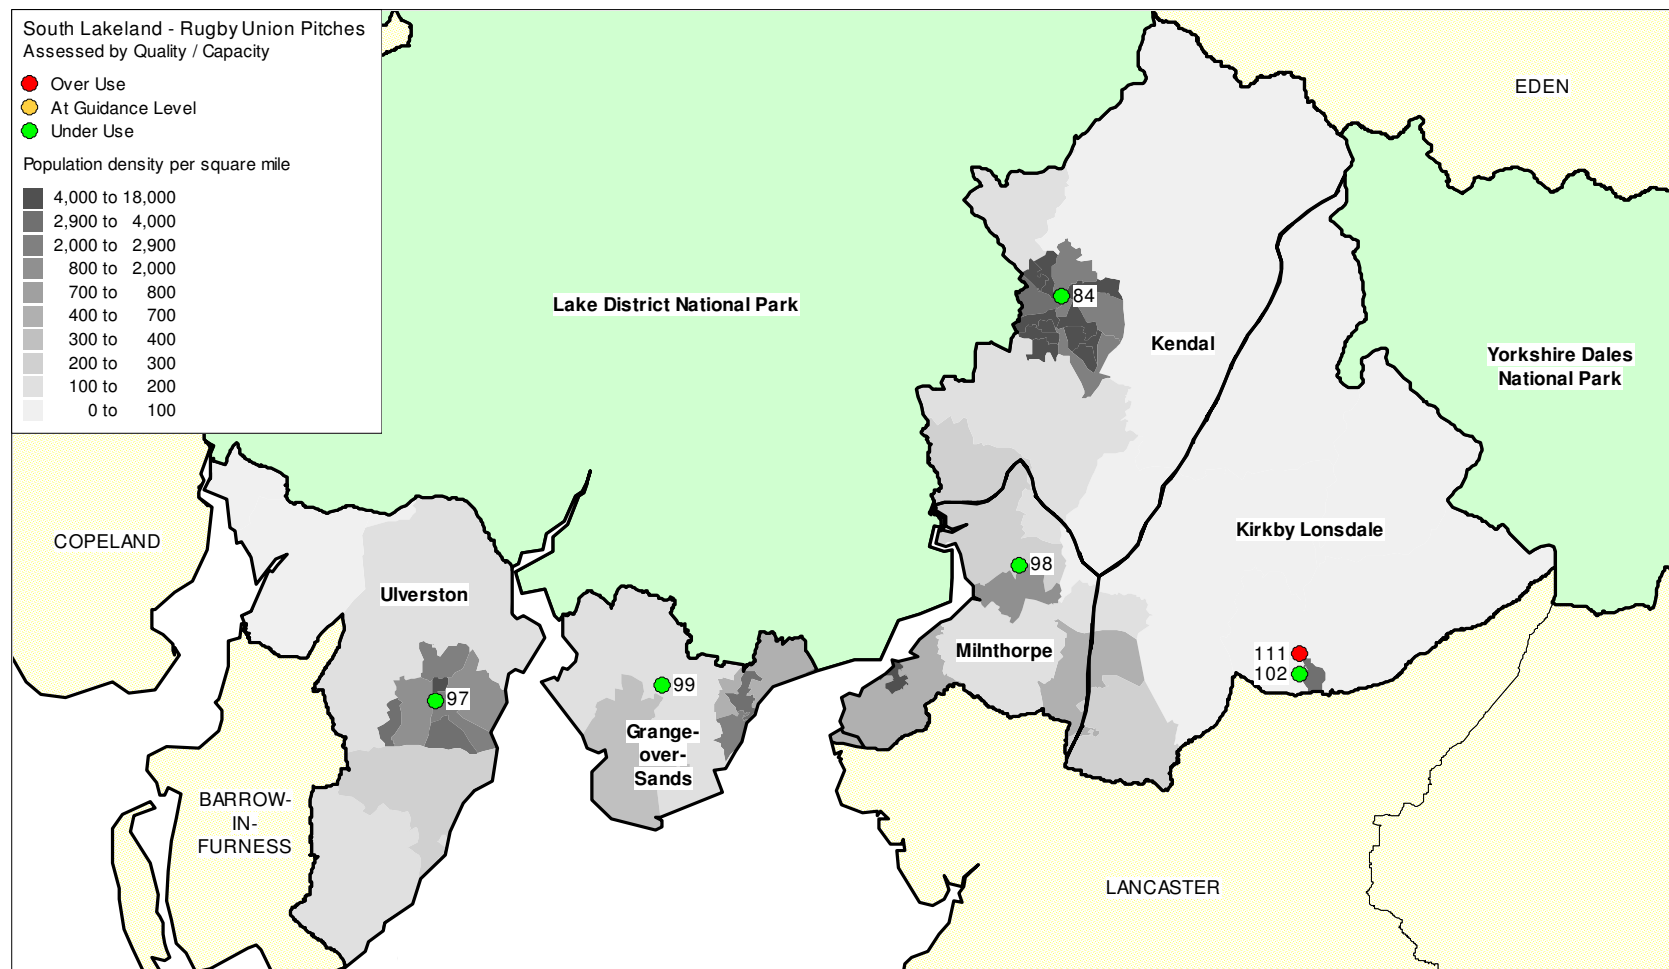 South Lakeland - Rugby Union Pitches
Assessed by Quality / Capacity
Over Use
At Guidance Level
Under Use
Population density per square mile
4,000 to 18,000
2,900 to 4,000
2,000 to 2,900
800 to 2,000
700 to 800
400 to 700
300 to 400
200 to 300
100 to 200
0 to 100
EDEN
Lake District National Park
84
Kendal
Yorkshire Dales
National Park
COPELAND
Kirkby Lonsdale
98
Ulverston
Milnthorpe
111
102
97
99
Grange-
over-
Sands
BARROW-
IN-
FURNESS
LANCASTER